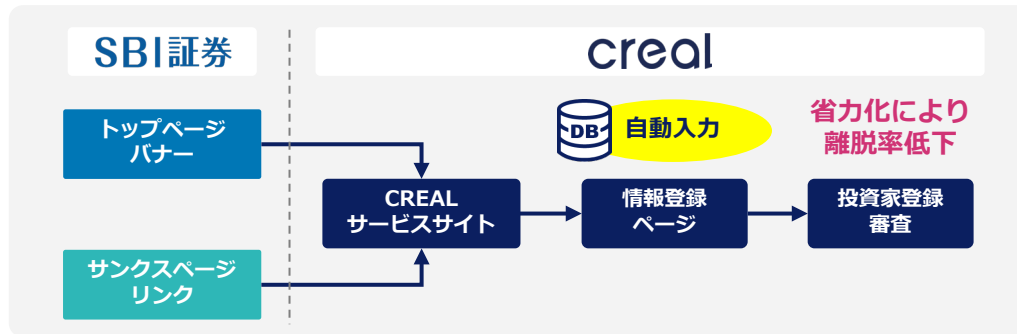 SBI証券
creal
トップページ
バナー
DB
自動入力
省力化により
離脱率低下
CREAL
サービスサイト
情報登録
ページ
投資家登録
審査
サンクスページ
リンク